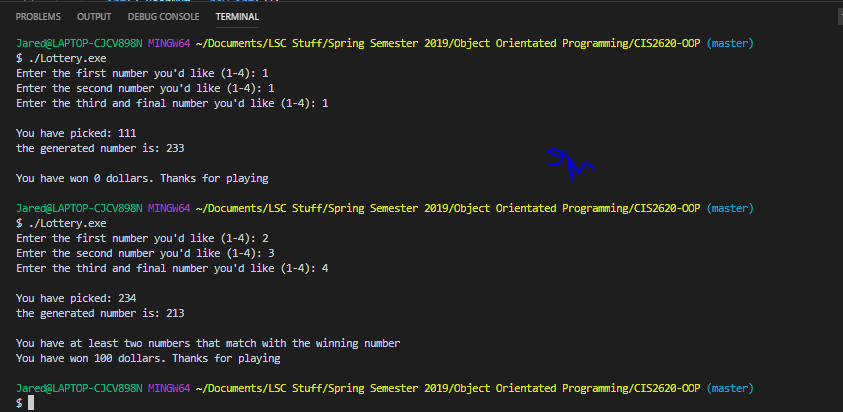 PROBLEMS OUTPUT DEBUG CONSOLE TERMINAL
Jared@LAPTOP-CJCV898N MINGW64 ~/Documents/LSC Stuff/Spring Semester 2019/Object Orientated Programming/CIS2620-OOP (master)
$ ./Lottery.exe
Enter the first number you'd like (1-4): 1
Enter the second number you'd like (1-4): 1
Enter the third and final number you'd like (1-4): 1
You have picked: 111
the generated number is: 233
You have won 0 dollars. Thanks for playing
Jared@LAPTOP-CJCV898N MINGW64 ~/Documents/LSC Stuff/Spring Semester 2019/Object Orientated Programming/CIS2620-OOP (master)
$ ./Lottery.exe
Enter the first number you'd like (1-4): 2
Enter the second number you'd like (1-4): 3
Enter the third and final number you'd like (1-4): 4
You have picked: 234
the generated number is: 213
You have at least two numbers that match with the winning number
You have won 100 dollars. Thanks for playing
Jared@LAPTOP-CJCV898N MINGW64 ~/Documents/LSC Stuff/Spring Semester 2019/Object Orientated Programming/CIS2620-OOP (master)
$